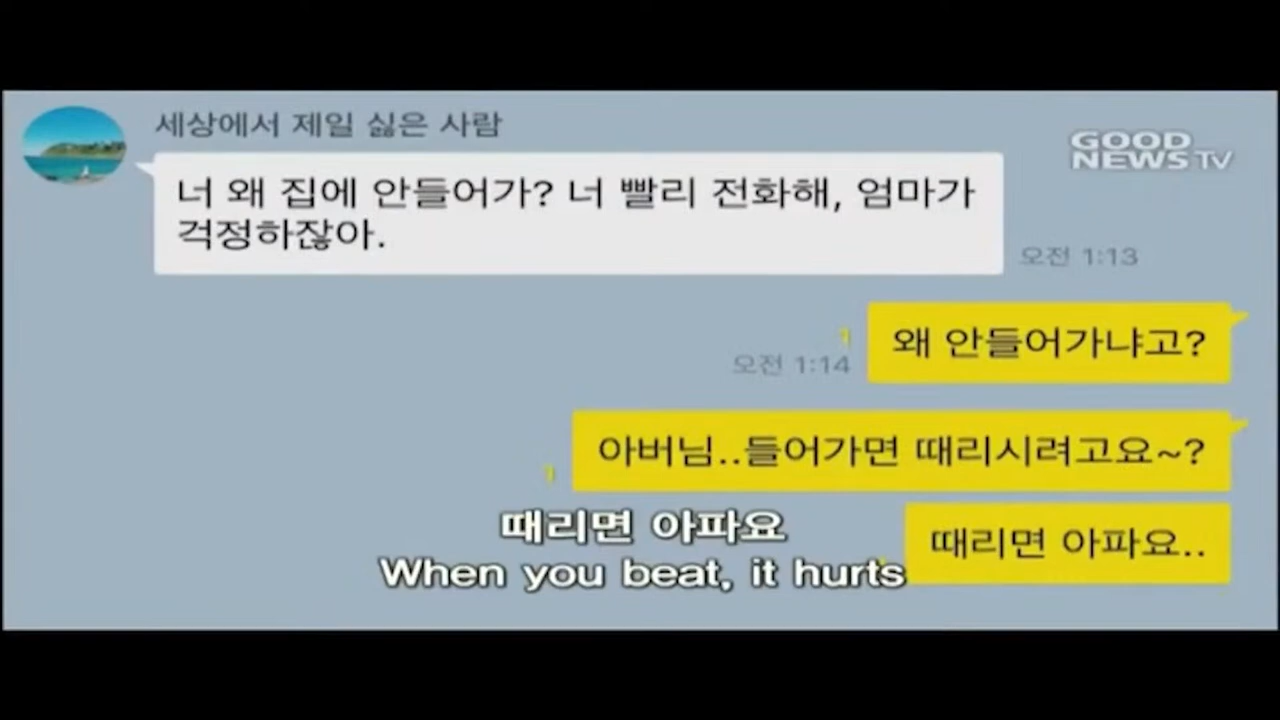 세상에서 제일 싫은 사람
GOOD
NEWS TV
너 왜 집에 안들어가? 너 빨리 전화해, 엄마가
걱정하잖아.
오전 1:13
왜 안들어가냐고?
1
오전 1:14
아버님..들어가면 때리시려고요~?
1
때리면 아파요..
때리면 아파요
When you beat, it hurts